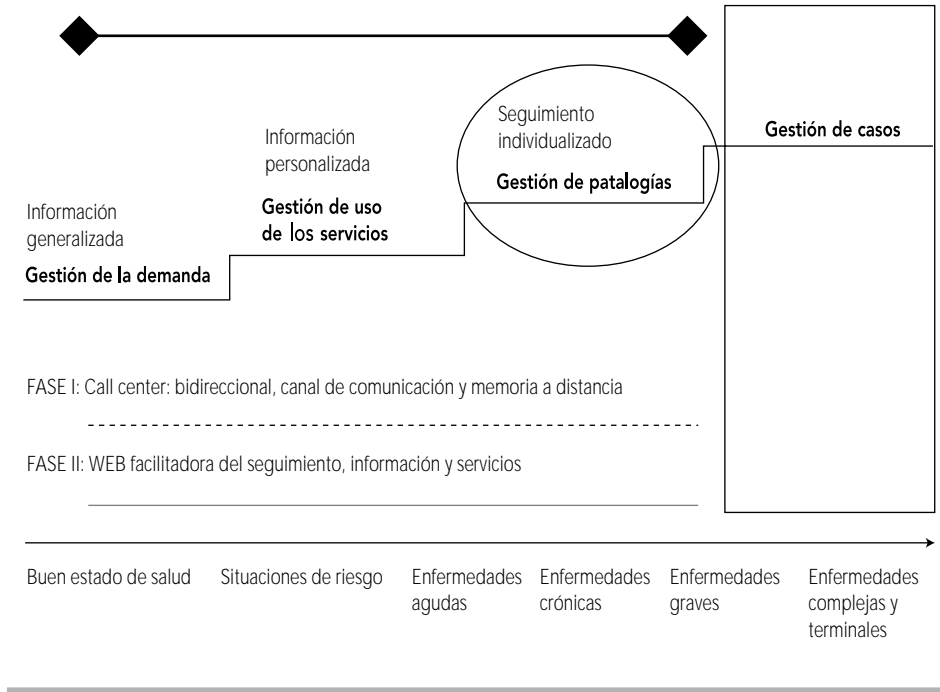 Información
generalizada
Gestión de la demanda
Información
personalizada
Gestión de uso
de los servicios
Seguimiento
individualizado
Gestión de patalogías
Gestión de casos
FASE I: Call center: bidireccional, canal de comunicación y memoria a distancia
FASE II: WEB facilitadora del seguimiento, información y servicios
Buen estado de salud
Situaciones de riesgo
Enfermedades
agudas
Enfermedades
crónicas
Enfermedades
graves
Enfermedades
complejas y
terminales